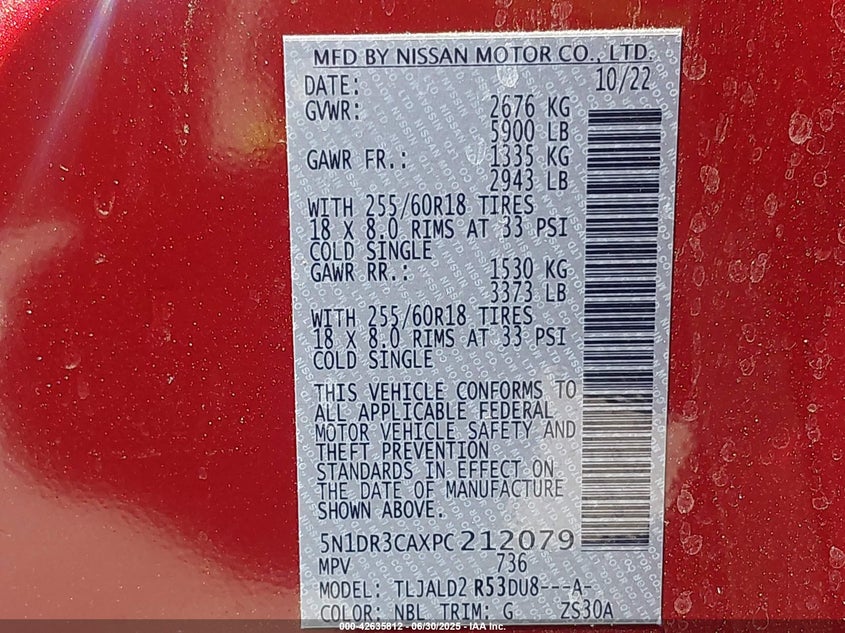 MFD BY NISSAN MOTOR CO., LTD.
DATE: 10/22
GVWR: 2676 KG
5900 LB
GAWR FR.: 1335 KG
2943 LB
WITH 255/60R18 TIRES
18 X 8.0 RIMS AT 33 PSI
COLD SINGLE
GAWR RR.: 1530 KG
3373 LB
WITH 255/60R18 TIRES
18 X 8.0 RIMS AT 33 PSI
COLD SINGLE
THIS VEHICLE CONFORMS TO
ALL APPLICABLE FEDERAL
MOTOR VEHICLE SAFETY AND
THEFT PREVENTION
STANDARDS IN EFFECT ON
THE DATE OF MANUFACTURE
SHOWN ABOVE.
5N1DR3CAXPC212079
MPV 736
MODEL: TLJALD2 R53DU8---A-
COLOR: NBL TRIM: G ZS30A
000-42635812 - 06/30/2025 - IAA Inc.